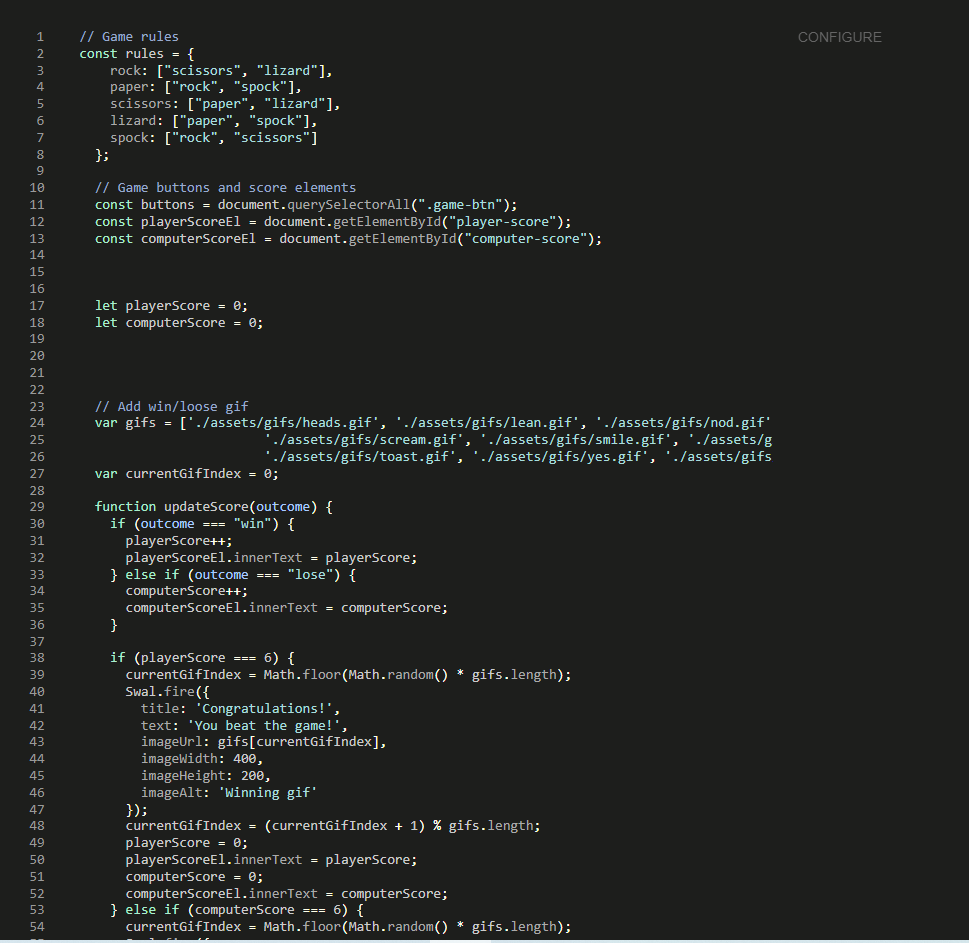 CONFIGURE
1 // Game rules
2 const rules = {
3 rock: ["scissors", "lizard"],
4 paper: ["rock", "spock"],
5 scissors: ["paper", "lizard"],
6 lizard: ["paper", "spock"],
7 spock: ["rock", "scissors"]
8 };
9
10 // Game buttons and score elements
11 const buttons = document.querySelectorAll(".game-btn");
12 const playerScoreEl = document.getElementById("player-score");
13 const computerScoreEl = document.getElementById("computer-score");
14
15
16
17 let playerScore = 0;
18 let computerScore = 0;
19
20
21
22
23 // Add win/loose gif
24 var gifs = ['./assets/gifs/heads.gif', './assets/gifs/lean.gif', './assets/gifs/nod.gif'
25 './assets/gifs/scream.gif', './assets/gifs/smile.gif', './assets/g
26 './assets/gifs/toast.gif', './assets/gifs/yes.gif', './assets/gifs
27 var currentGifIndex = 0;
28
29 function updateScore(outcome) {
30 if (outcome === "win") {
31 playerScore++;
32 playerScoreEl.innerText = playerScore;
33 } else if (outcome === "lose") {
34 computerScore++;
35 computerScoreEl.innerText = computerScore;
36 }
37
38 if (playerScore === 6) {
39 currentGifIndex = Math.floor(Math.random() * gifs.length);
40 Swal.fire({
41 title: 'Congratulations!',
42 text: 'You beat the game!',
43 imageUrl: gifs[currentGifIndex],
44 imageWidth: 400,
45 imageHeight: 200,
46 imageAlt: 'Winning gif'
47 });
48 currentGifIndex = (currentGifIndex + 1) % gifs.length;
49 playerScore = 0;
50 playerScoreEl.innerText = playerScore;
51 computerScore = 0;
52 computerScoreEl.innerText = computerScore;
53 } else if (computerScore === 6) {
54 currentGifIndex = Math.floor(Math.random() * gifs.length);